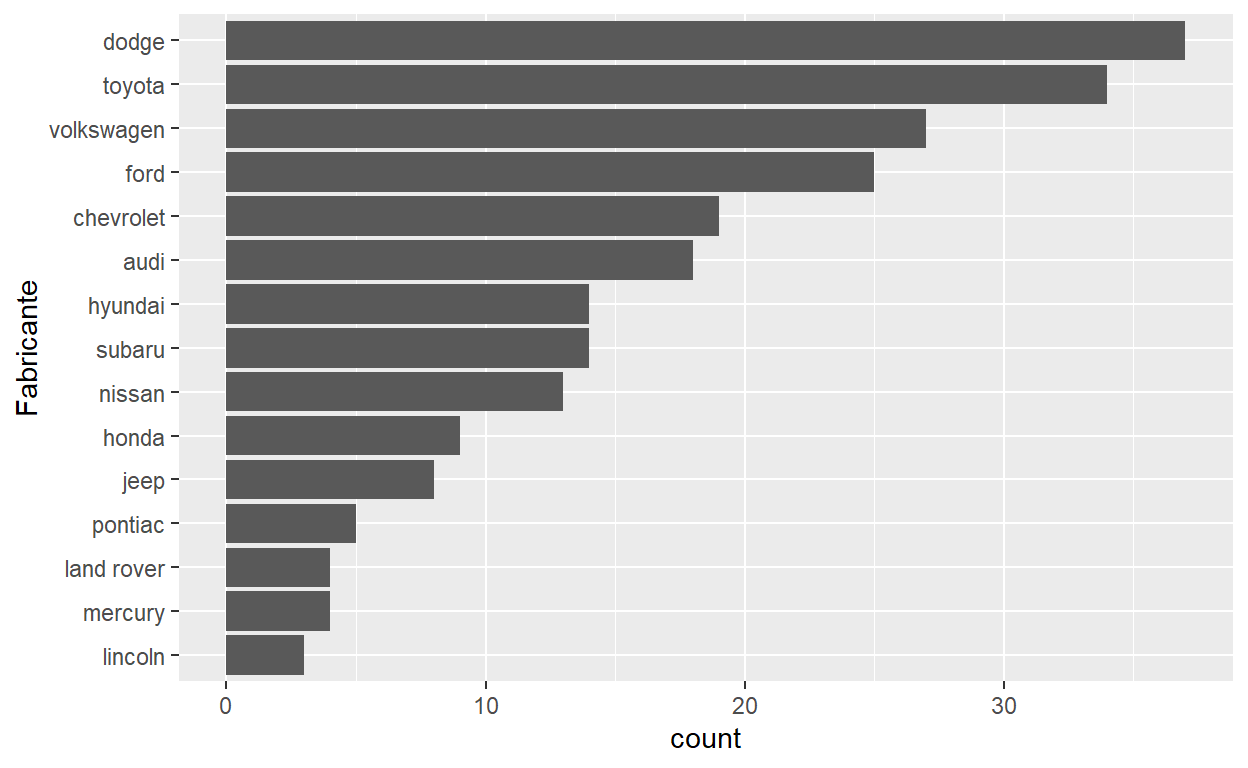 dodge
toyota
volkswagen
ford
chevrolet
audi
hyundai
subaru
nissan
honda
jeep
pontiac
land rover
mercury
lincoln
Fabricante
0 10 20 30
count